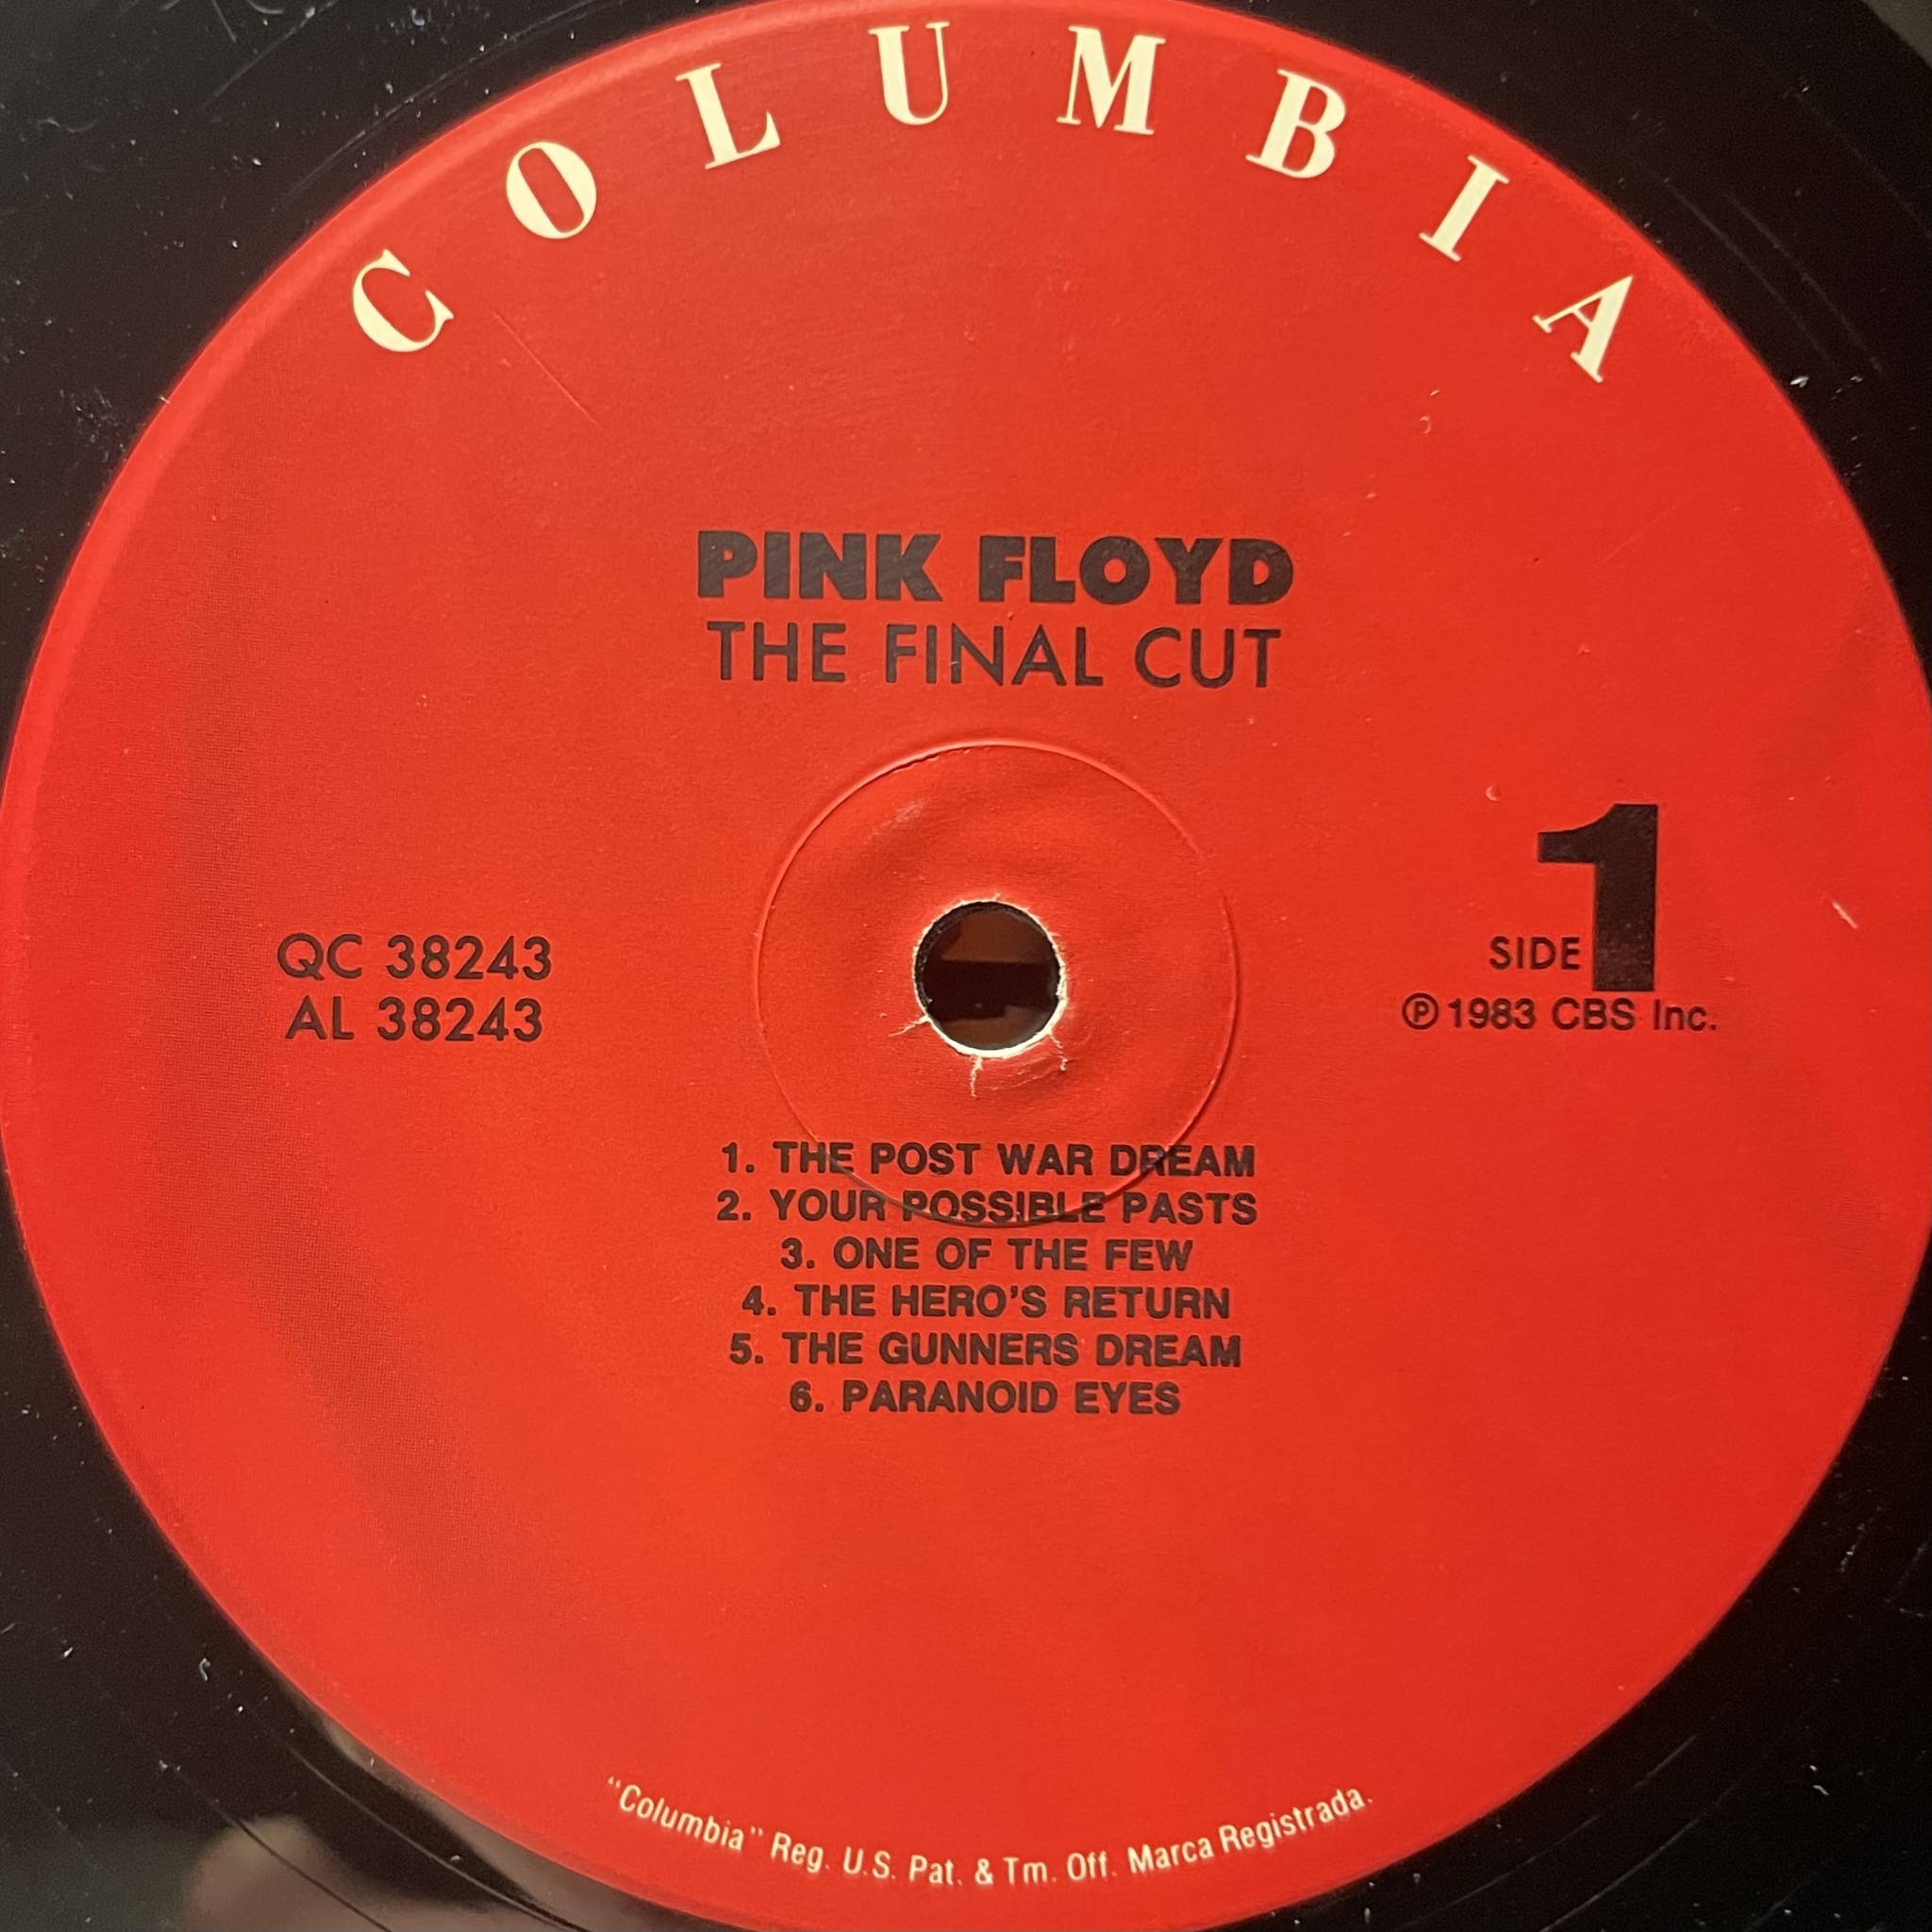 COLUMBIA
PINK FLOYD
THE FINAL CUT
QC 38243
AL 38243
SIDE 1
℗ 1983 CBS Inc.
1. THE POST WAR DREAM
2. YOUR POSSIBLE PASTS
3. ONE OF THE FEW
4. THE HERO'S RETURN
5. THE GUNNERS DREAM
6. PARANOID EYES
"Columbia" Reg. U.S. Pat. & Tm. Off. Marca Registrada.